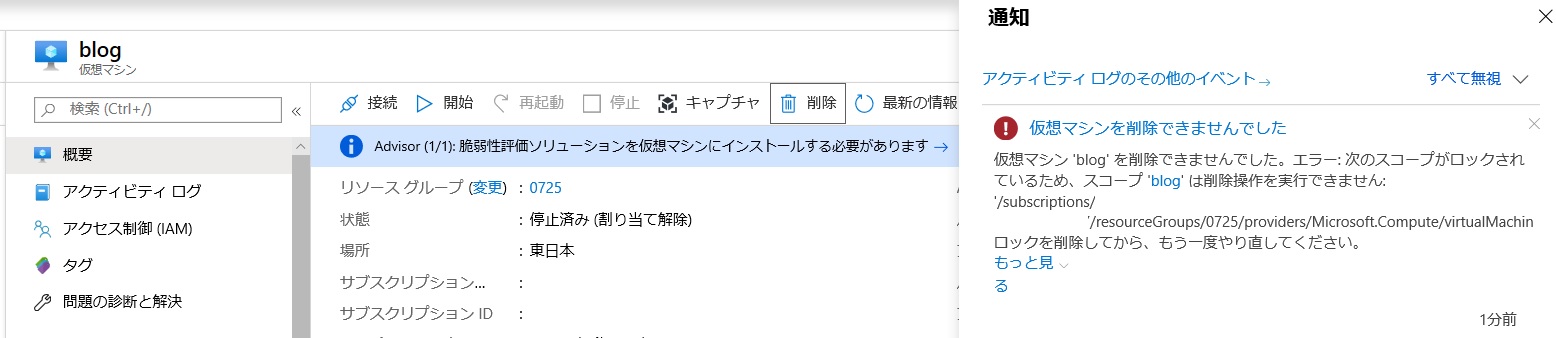 blog
仮想マシン
検索 (Ctrl+/)
«
概要
アクティビティ ログ
アクセス制御 (IAM)
タグ
問題の診断と解決
接続 開始 再起動 停止 キャプチャ 削除 最新の情報
Advisor (1/1): 脆弱性評価ソリューションを仮想マシンにインストールする必要があります →
リソース グループ (変更) : 0725
状態 : 停止済み (割り当て解除)
場所 : 東日本
サブスクリプション... :
サブスクリプション ID :
通知
アクティビティ ログのその他のイベント→ すべて無視
仮想マシンを削除できませんでした
仮想マシン 'blog' を削除できませんでした。エラー: 次のスコープがロックされ
ているため、スコープ 'blog' は削除操作を実行できません:
'/subscriptions/
'/resourceGroups/0725/providers/Microsoft.Compute/virtualMachin
ロックを削除してから、もう一度やり直してください。
もっと見
る
1分前